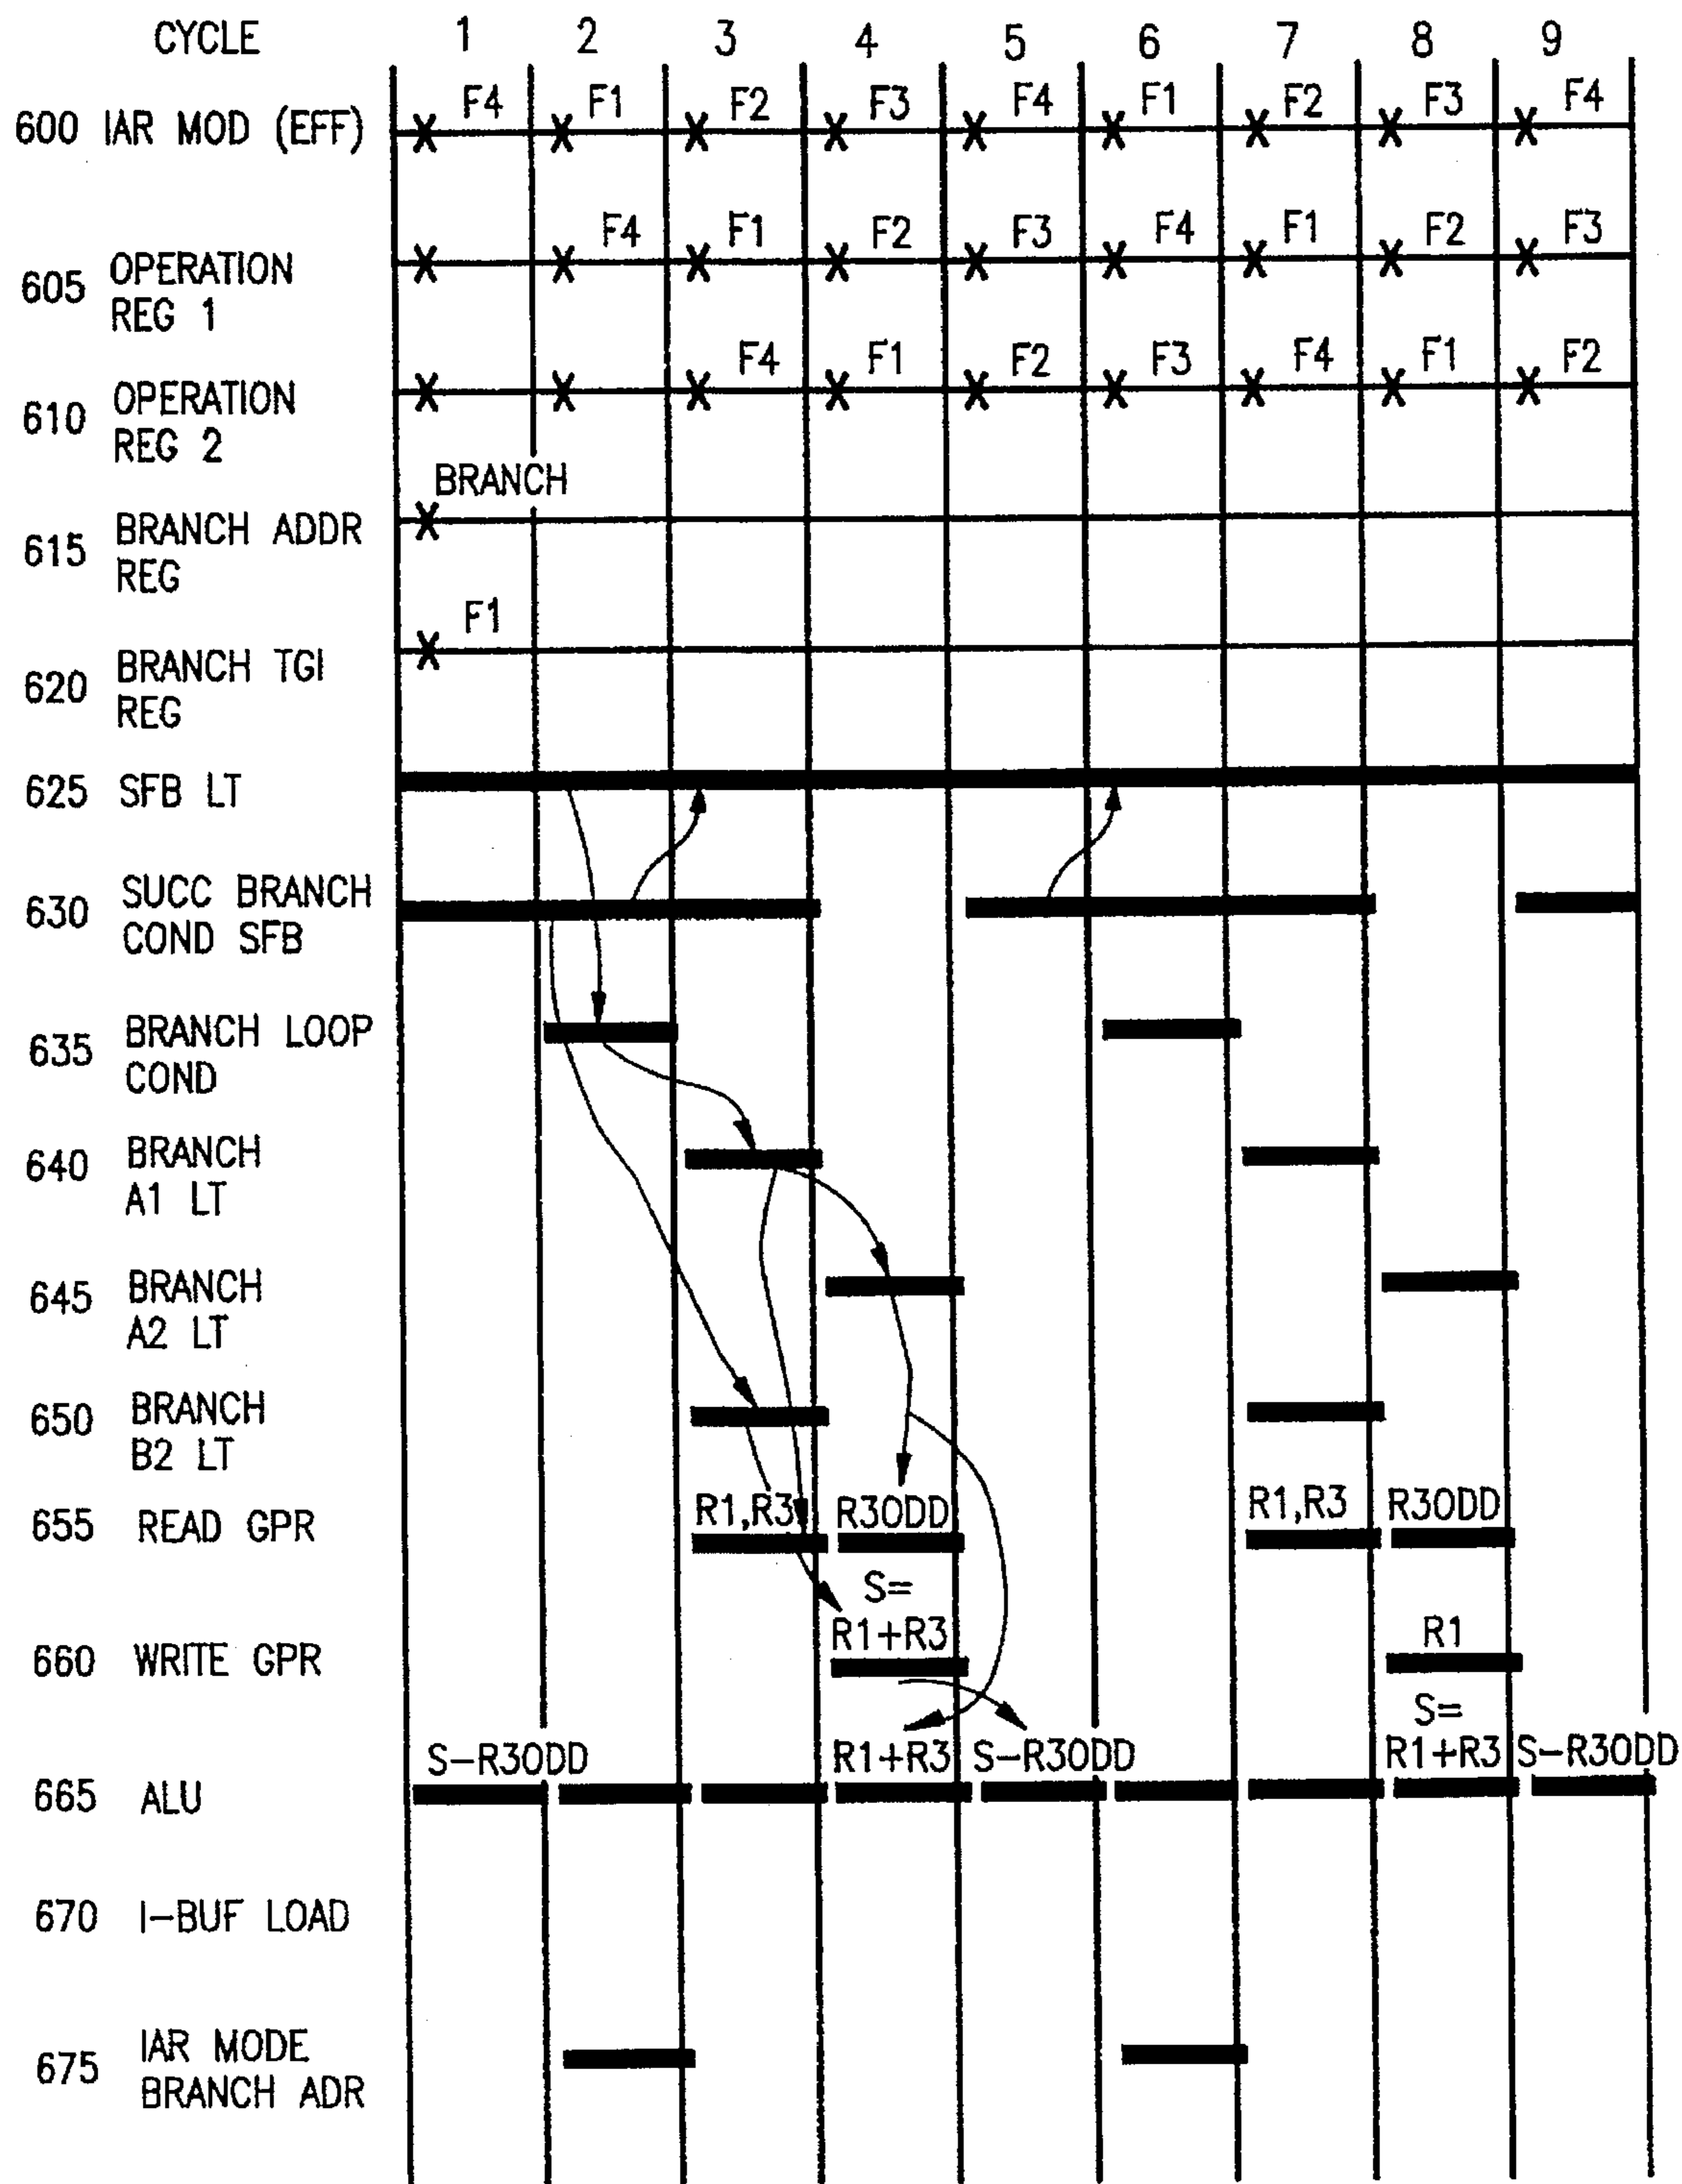 CYCLE 1 2 3 4 5 6 7 8 9
600 IAR MOD (EFF) F4 F1 F2 F3 F4 F1 F2 F3 F4
F4 F1 F2 F3 F4 F1 F2 F3
605 OPERATION
REG 1
F4 F1 F2 F3 F4 F1 F2
610 OPERATION
REG 2
BRANCH
615 BRANCH ADDR
REG
F1
620 BRANCH TGI
REG
625 SFB LT
630 SUCC BRANCH
COND SFB
635 BRANCH LOOP
COND
640 BRANCH
A1 LT
645 BRANCH
A2 LT
650 BRANCH
B2 LT
R1,R3 R3ODD R1,R3 R3ODD
655 READ GPR
S=
R1+R3 R1
660 WRITE GPR
S=
S-R3ODD R1+R3 S-R3ODD R1+R3 S-R3ODD
665 ALU
670 I-BUF LOAD
675 IAR MODE
BRANCH ADR